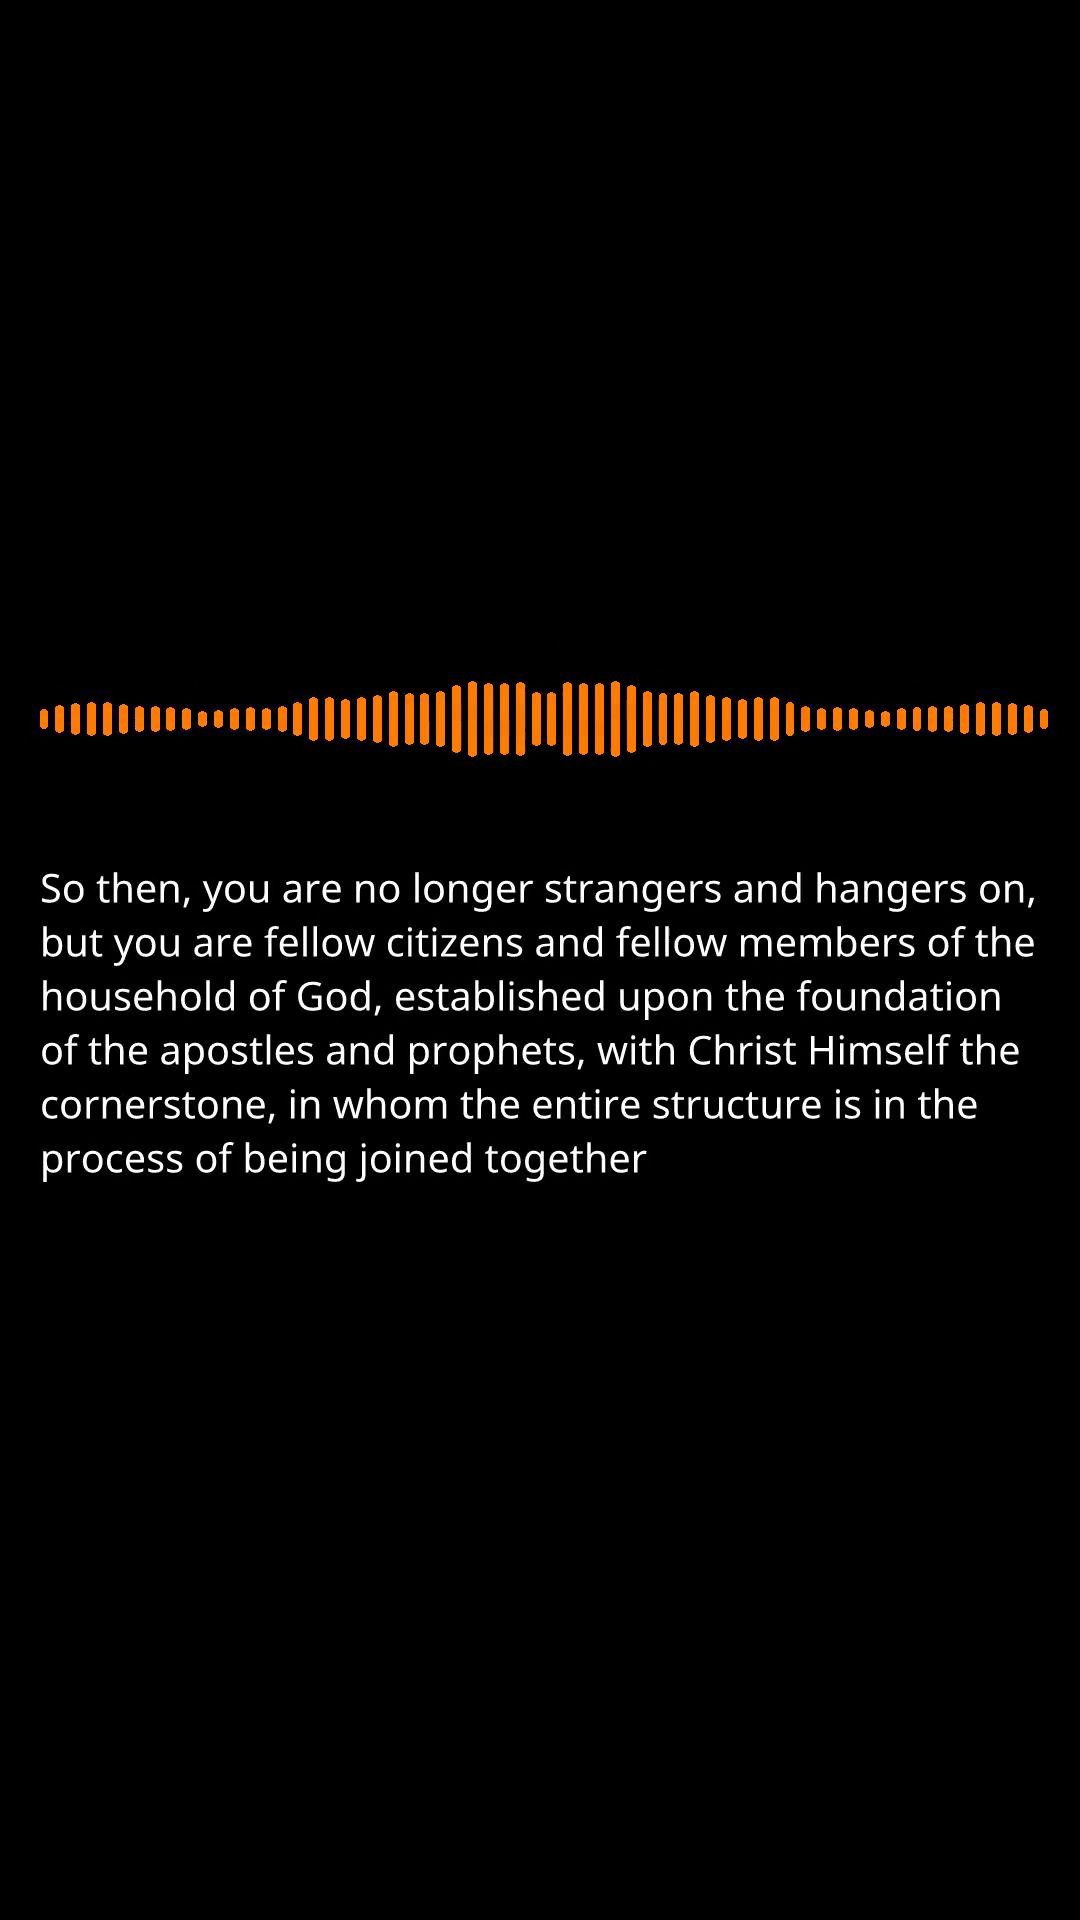 So then, you are no longer strangers and hangers on,
but you are fellow citizens and fellow members of the
household of God, established upon the foundation
of the apostles and prophets, with Christ Himself the
cornerstone, in whom the entire structure is in the
process of being joined together